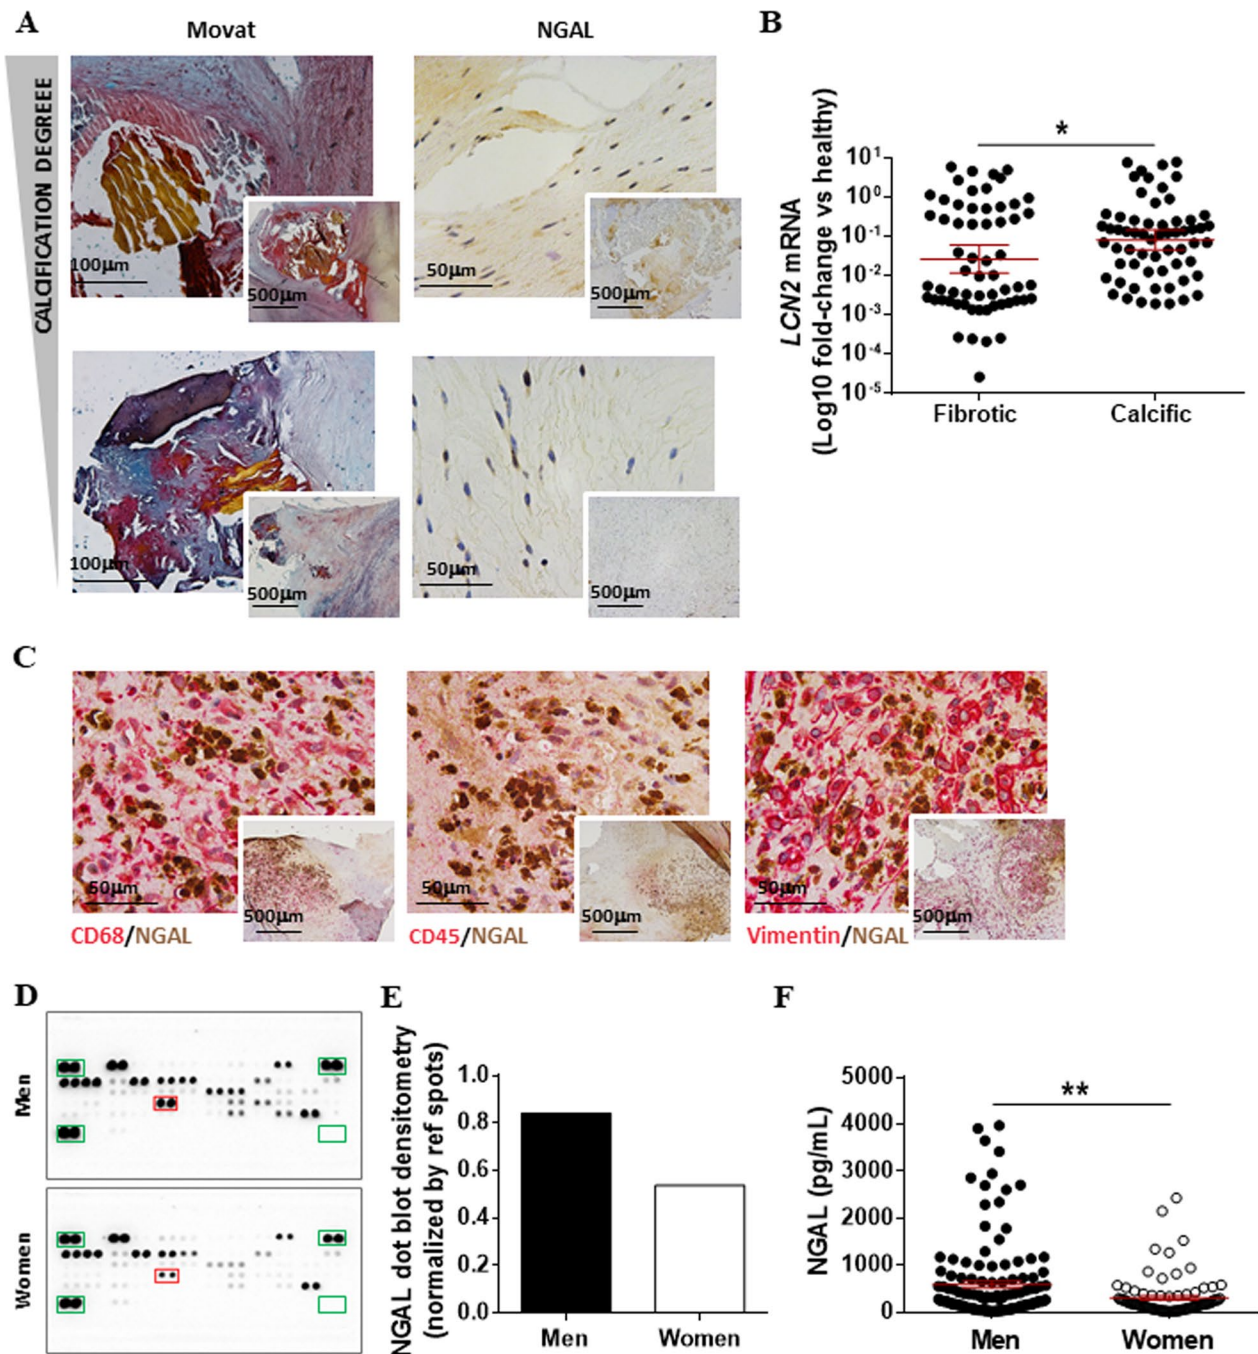 A
Movat
NGAL
CALCIFICATION DEGREEE
100µm
500µm
50µm
500µm
100µm
500µm
50µm
500µm
B
*
LCN2 mRNA
(Log10 fold-change vs healthy)
10¹
10⁰
10⁻¹
10⁻²
10⁻³
10⁻⁴
10⁻⁵
Fibrotic
Calcific
C
50µm
500µm
CD68/NGAL
50µm
500µm
CD45/NGAL
50µm
500µm
Vimentin/NGAL
D
Men
Women
E
NGAL dot blot densitometry
(normalized by ref spots)
1.0
0.8
0.6
0.4
0.2
0.0
Men
Women
F
**
NGAL (pg/mL)
5000
4000
3000
2000
1000
0
Men
Women